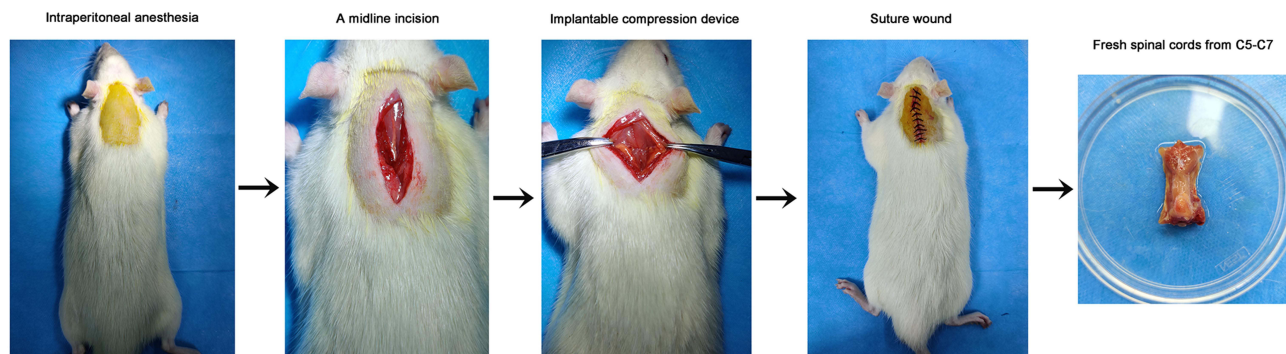 Intraperitoneal anesthesia
A midline incision
Implantable compression device
Suture wound
Fresh spinal cords from C5-C7